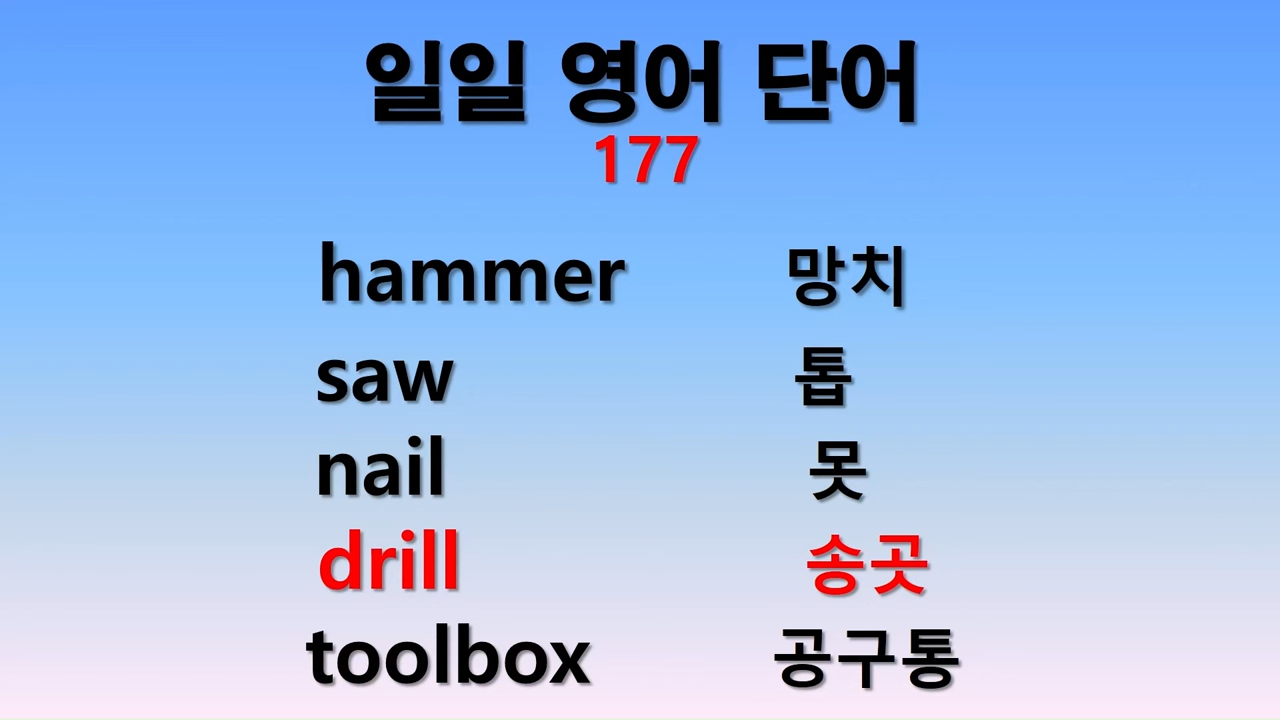 일일 영어 단어
177
hammer 망치
saw 톱
nail 못
drill 송곳
toolbox 공구통